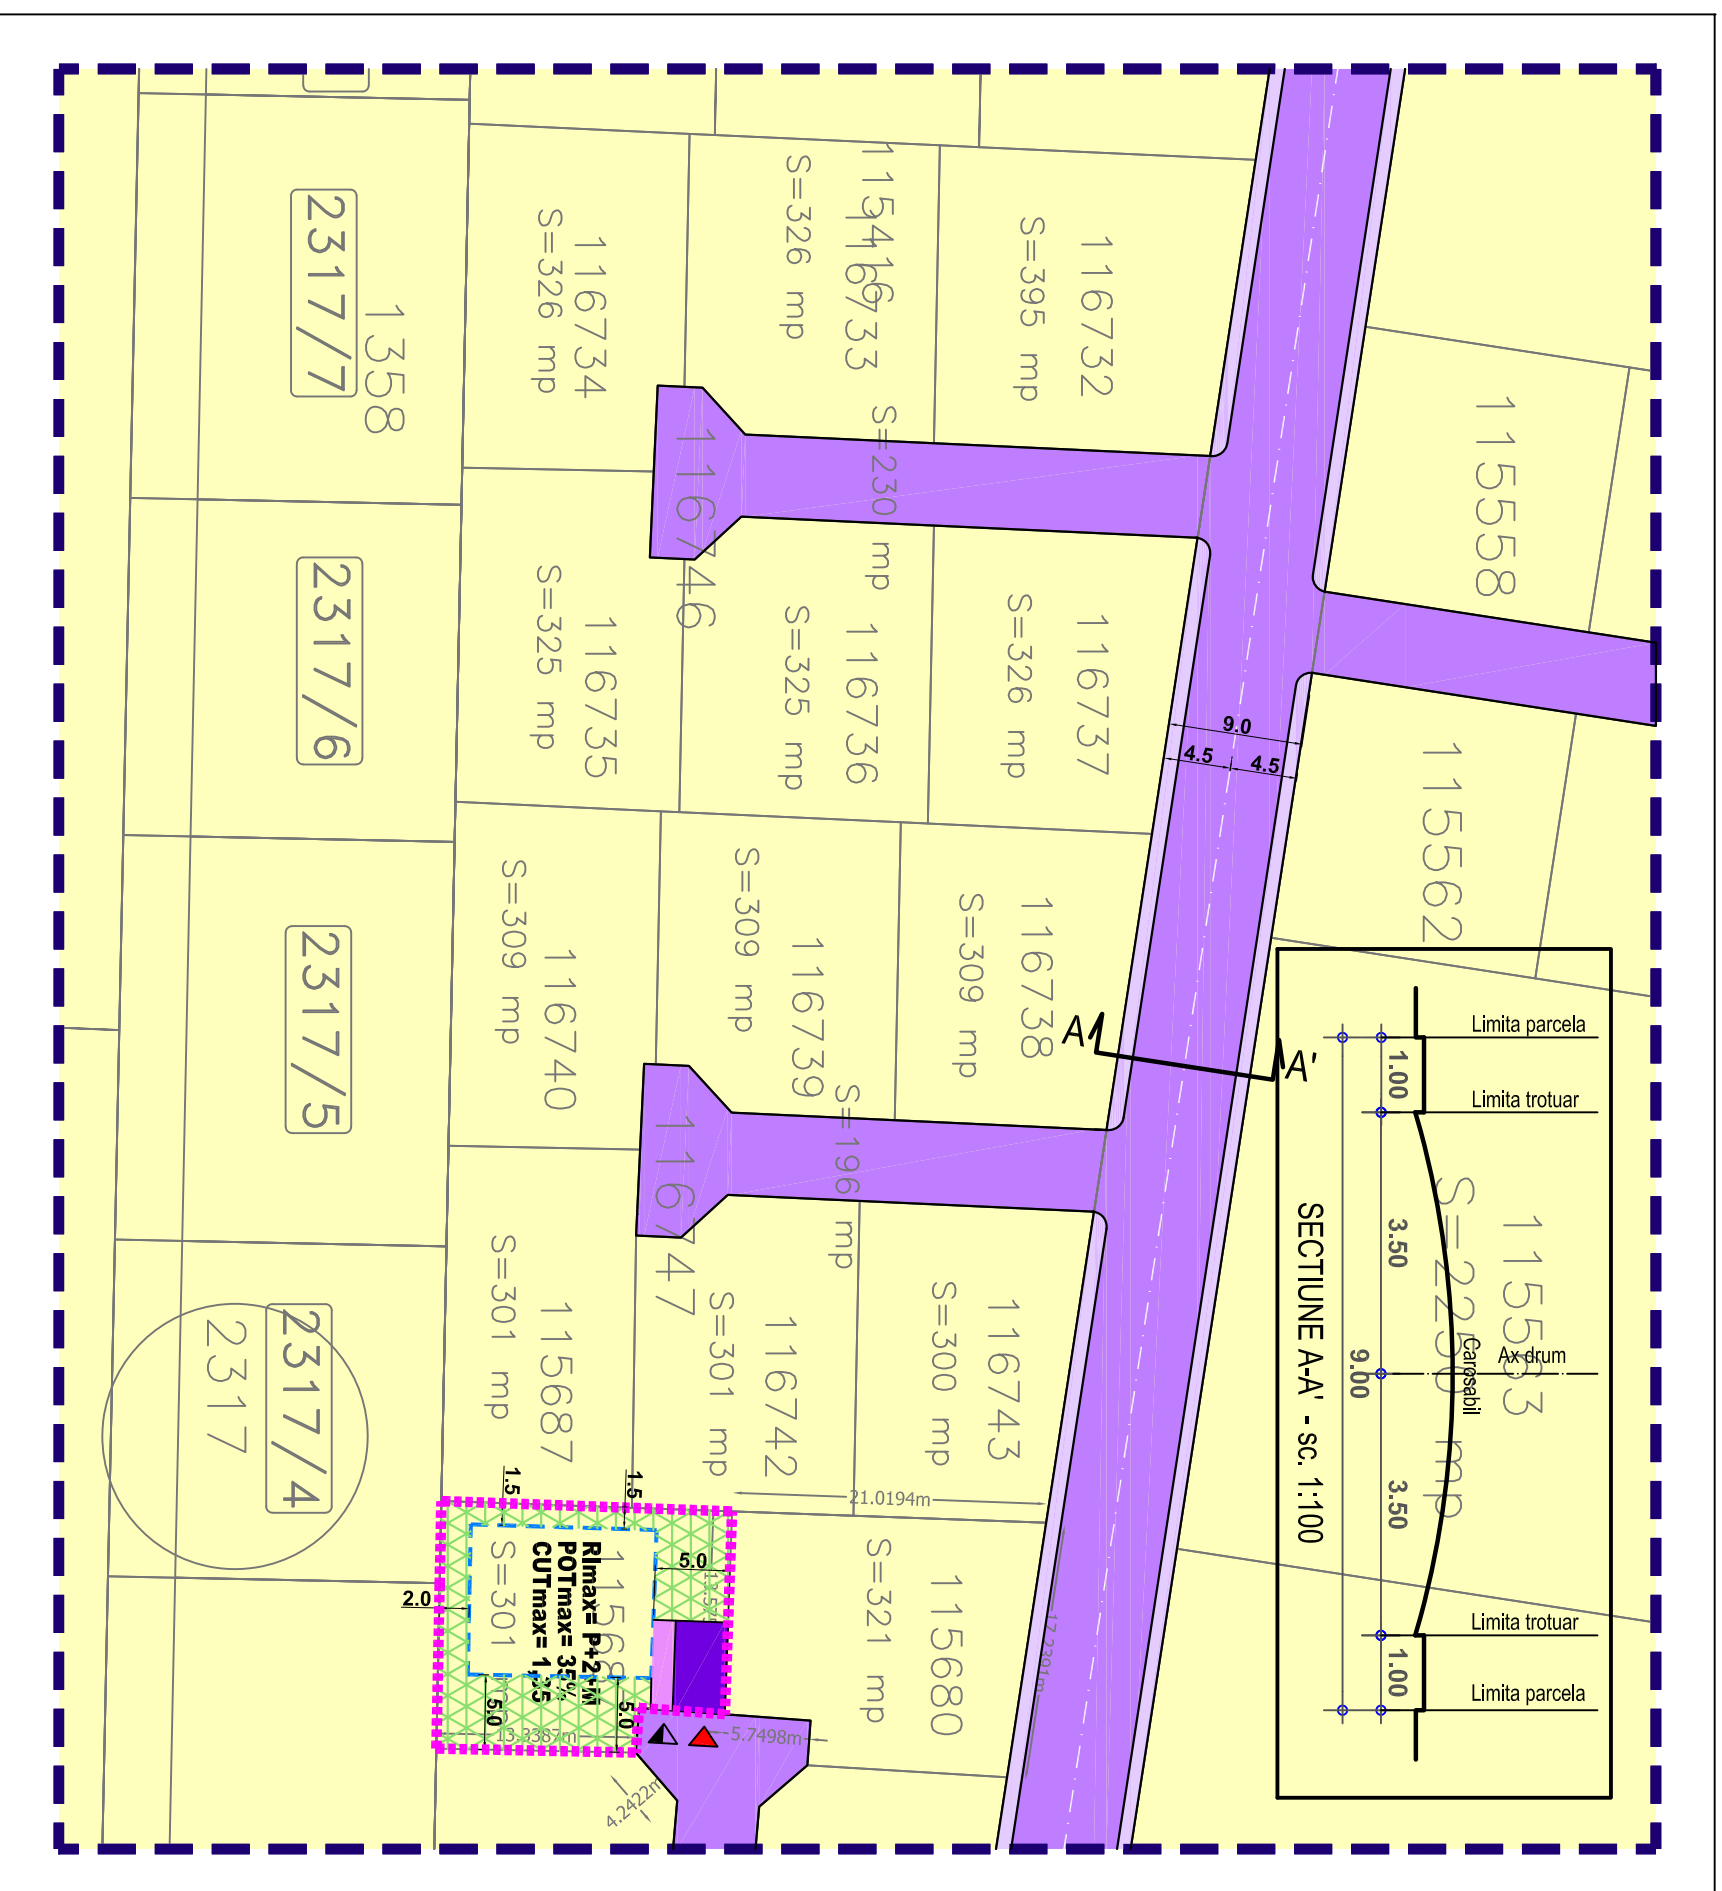 2317/7
1358
2317/6
2317/5
2317/4
2317
116734
S=326 mp
115416
116733
S=326 mp
116732
S=395 mp
116746
S=230 mp
116735
S=325 mp
116736
S=325 mp
116737
S=326 mp
115558
115562
9.0
4.5
4.5
116740
S=309 mp
116739
S=309 mp
116738
S=309 mp
A
A'
116747
S=196 mp
115687
S=301 mp
116742
S=301 mp
116743
S=300 mp
21.0194m
115680
S=321 mp
1.5
1.5
5.0
2.0
S=301
RImax= P+2+M
POTmax= 35%
5.0
5.0
13.3387m
5.7498m
4.2422m
115563
S=2250 mp
Limita parcela
1.00
Limita trotuar
3.50
Carosabil
Ax drum
9.00
3.50
Limita trotuar
1.00
Limita parcela
SECTIUNE A-A' - sc. 1:100